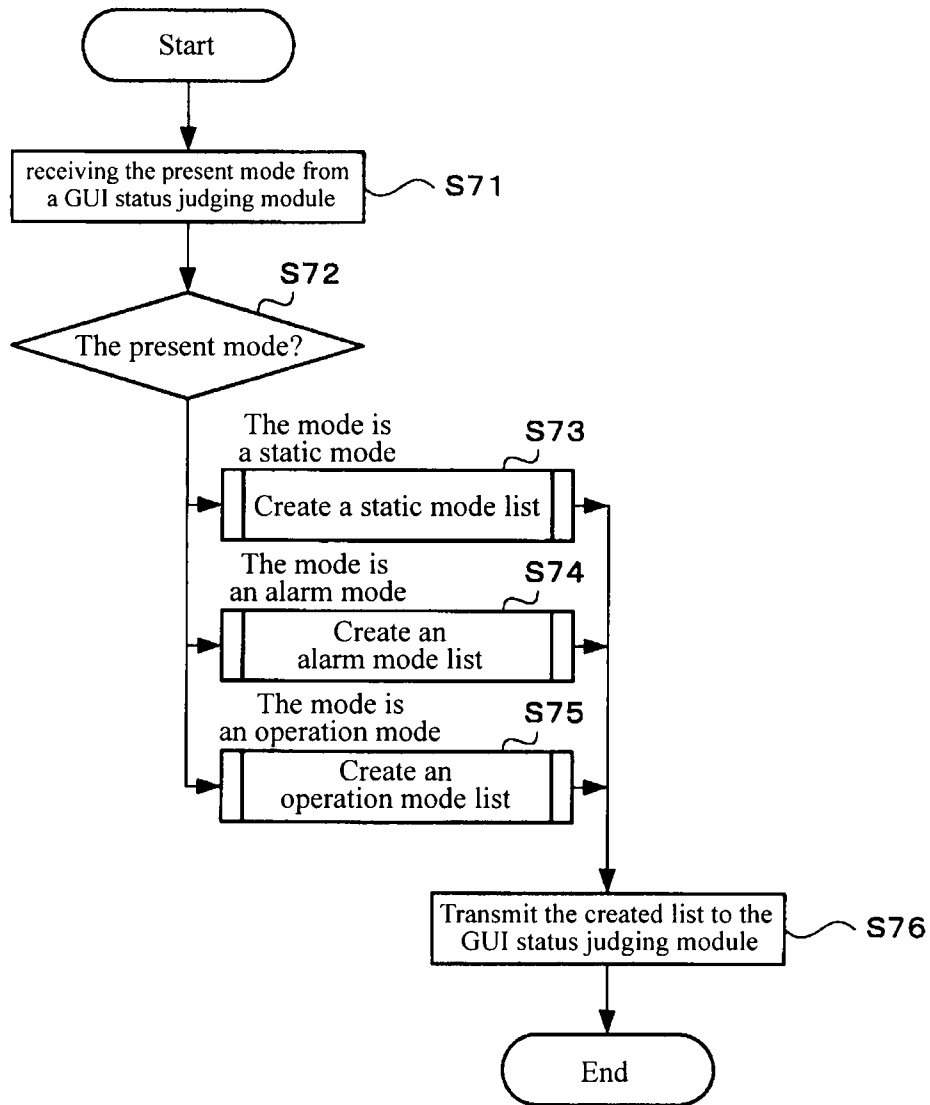 Start
receiving the present mode from
a GUI status judging module
S71
S72
The present mode?
The mode is
a static mode
S73
Create a static mode list
The mode is
an alarm mode
S74
Create an
alarm mode list
The mode is
an operation mode
S75
Create an
operation mode list
Transmit the created list to the
GUI status judging module
S76
End